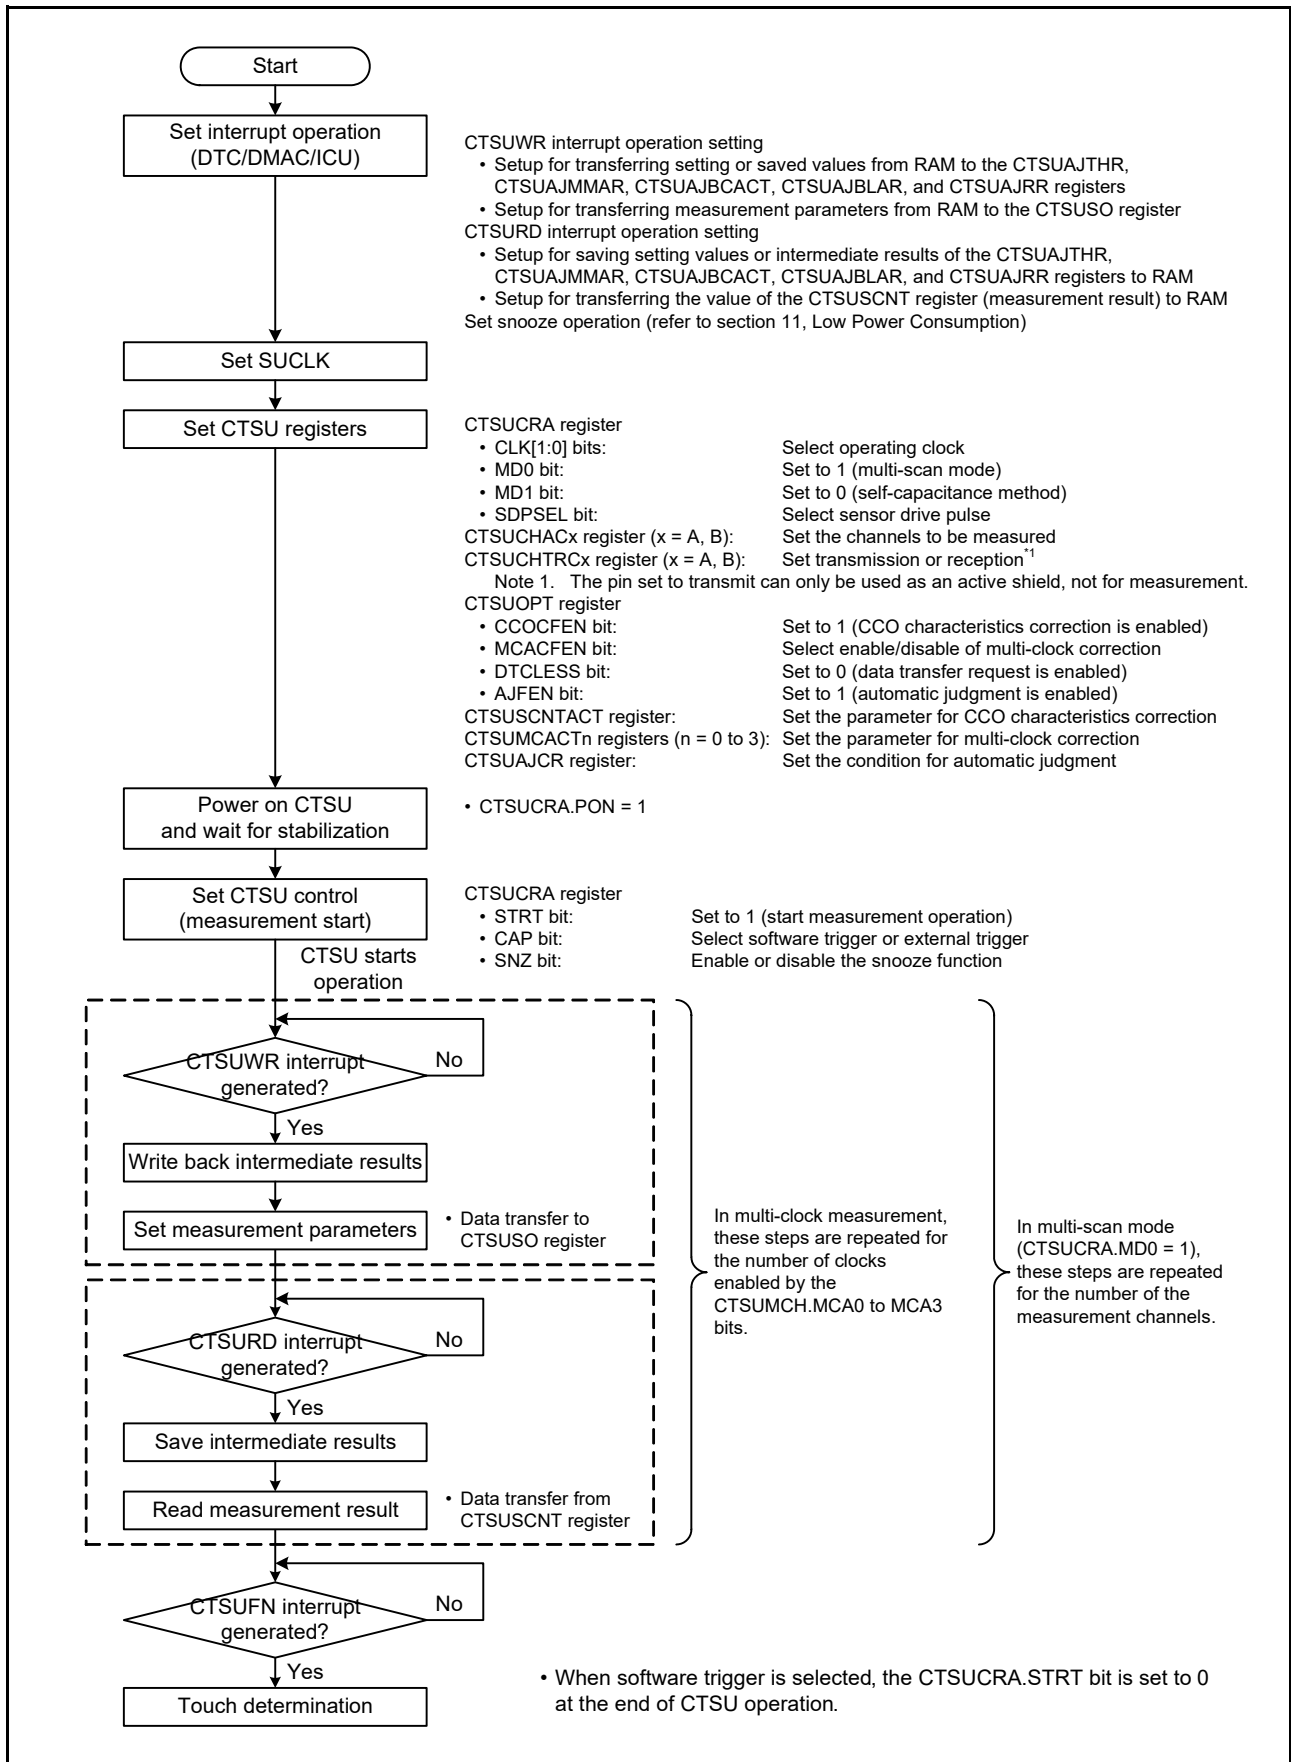 Start
Set interrupt operation
(DTC/DMAC/ICU)
CTSUWR interrupt operation setting
• Setup for transferring setting or saved values from RAM to the CTSUAJTHR,
CTSUAJMMAR, CTSUAJBCACT, CTSUAJBLAR, and CTSUAJRR registers
• Setup for transferring measurement parameters from RAM to the CTSUSO register
CTSURD interrupt operation setting
• Setup for saving setting values or intermediate results of the CTSUAJTHR,
CTSUAJMMAR, CTSUAJBCACT, CTSUAJBLAR, and CTSUAJRR registers to RAM
• Setup for transferring the value of the CTSUSCNT register (measurement result) to RAM
Set snooze operation (refer to section 11, Low Power Consumption)
Set SUCLK
Set CTSU registers
CTSUCRA register
• CLK[1:0] bits: Select operating clock
• MD0 bit: Set to 1 (multi-scan mode)
• MD1 bit: Set to 0 (self-capacitance method)
• SDPSEL bit: Select sensor drive pulse
CTSUCHACx register (x = A, B): Set the channels to be measured
CTSUCHTRCx register (x = A, B): Set transmission or reception*1
Note 1. The pin set to transmit can only be used as an active shield, not for measurement.
CTSUOPT register
• CCOCFEN bit: Set to 1 (CCO characteristics correction is enabled)
• MCACFEN bit: Select enable/disable of multi-clock correction
• DTCLESS bit: Set to 0 (data transfer request is enabled)
• AJFEN bit: Set to 1 (automatic judgment is enabled)
CTSUSCNTACT register: Set the parameter for CCO characteristics correction
CTSUMCACTn registers (n = 0 to 3): Set the parameter for multi-clock correction
CTSUAJCR register: Set the condition for automatic judgment
Power on CTSU
and wait for stabilization
• CTSUCRA.PON = 1
Set CTSU control
(measurement start)
CTSUCRA register
• STRT bit: Set to 1 (start measurement operation)
• CAP bit: Select software trigger or external trigger
• SNZ bit: Enable or disable the snooze function
CTSU starts
operation
CTSUWR interrupt
generated?
No
Yes
Write back intermediate results
Set measurement parameters
• Data transfer to
CTSUSO register
CTSURD interrupt
generated?
No
Yes
Save intermediate results
Read measurement result
• Data transfer from
CTSUSCNT register
In multi-clock measurement,
these steps are repeated for
the number of clocks
enabled by the
CTSUMCH.MCA0 to MCA3
bits.
In multi-scan mode
(CTSUCRA.MD0 = 1),
these steps are repeated
for the number of the
measurement channels.
CTSUFN interrupt
generated?
No
Yes
Touch determination
• When software trigger is selected, the CTSUCRA.STRT bit is set to 0
at the end of CTSU operation.